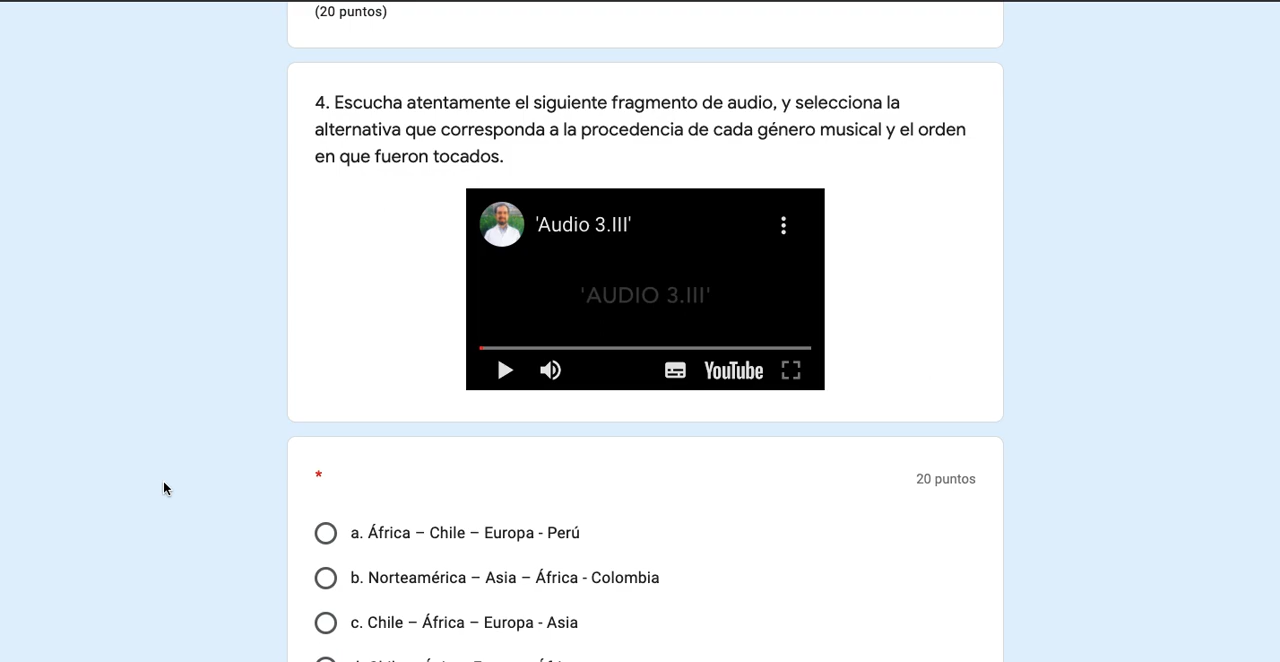 (20 puntos)
4. Escucha atentamente el siguiente fragmento de audio, y selecciona la
alternativa que corresponda a la procedencia de cada género musical y el orden
en que fueron tocados.
'Audio 3.III'
'AUDIO 3.III'
YouTube
*
20 puntos
a. África – Chile – Europa - Perú
b. Norteamérica – Asia – África - Colombia
c. Chile – África – Europa - Asia